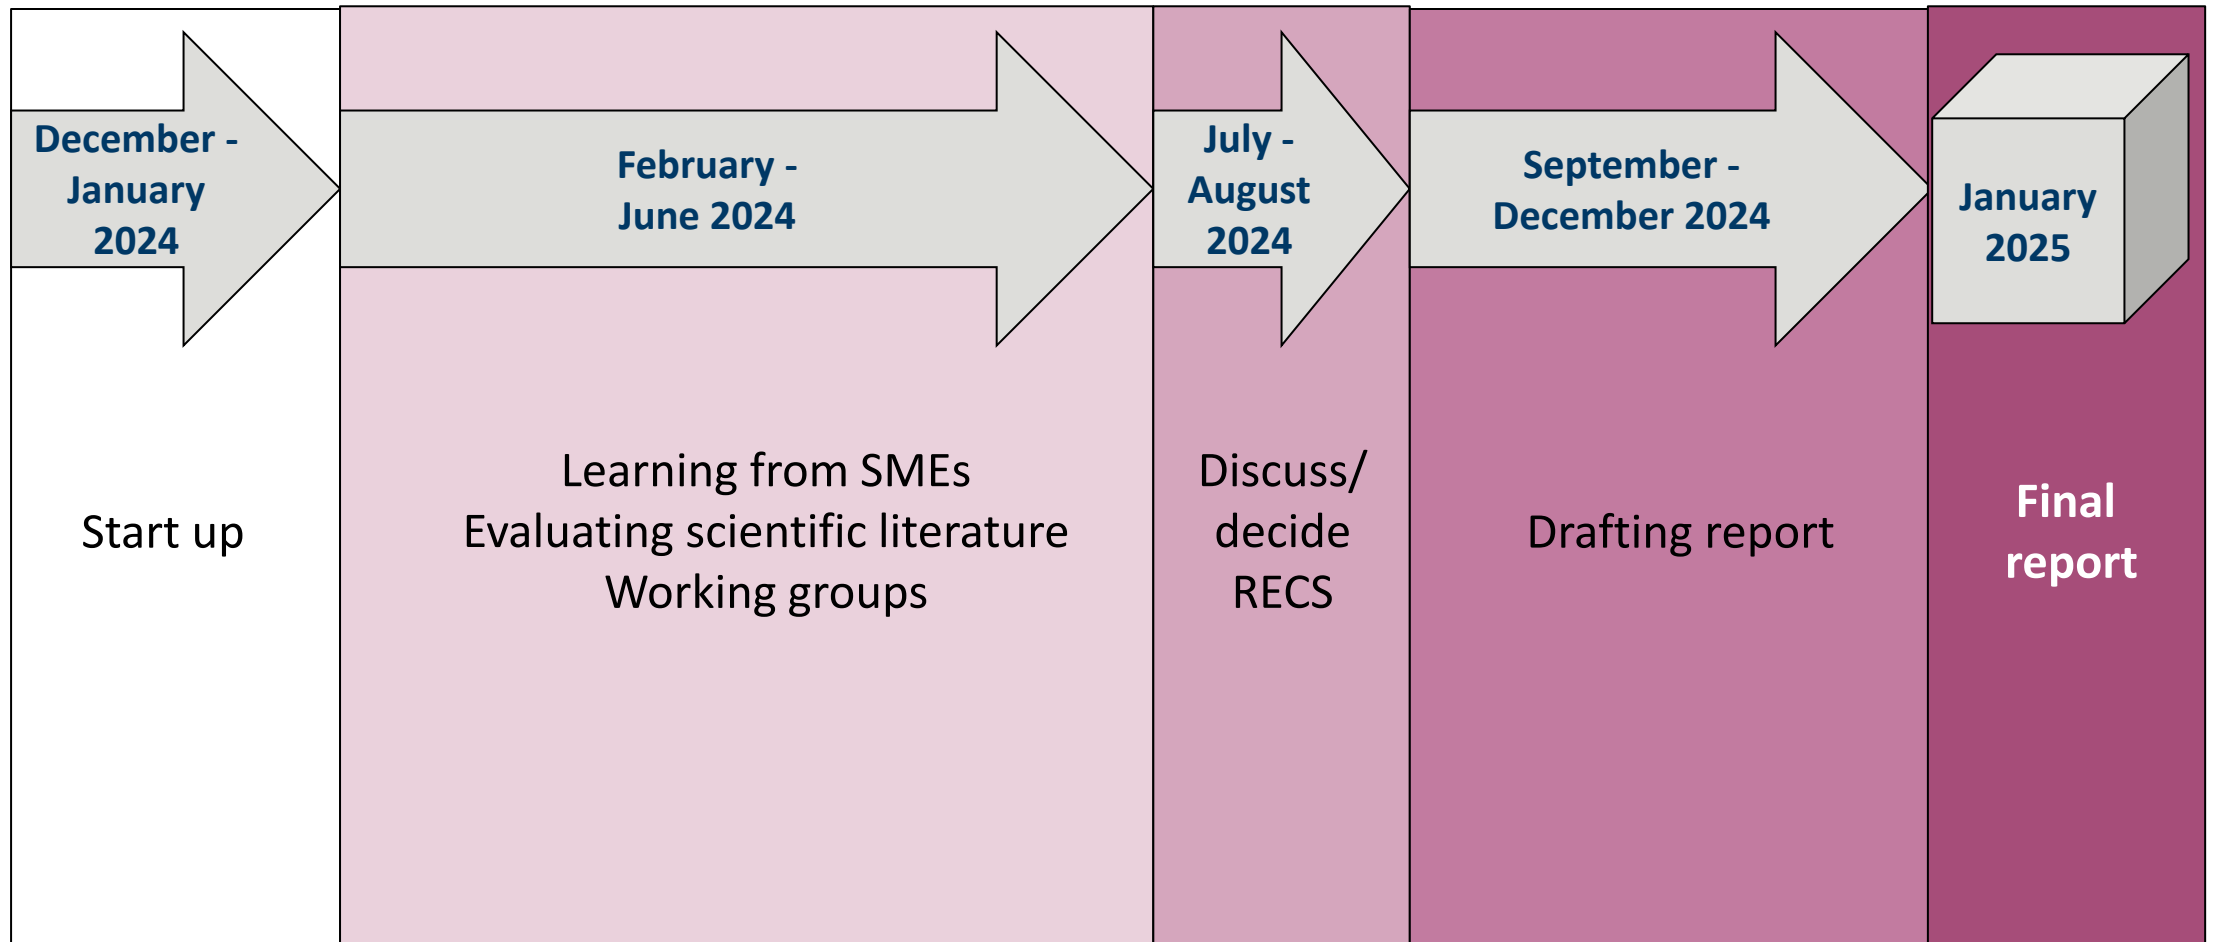 December -
January
2024
February -
June 2024
July -
August
2024
September -
December 2024
January
2025
Start up
Learning from SMEs
Evaluating scientific literature
Working groups
Discuss/
decide
RECS
Drafting report
Final
report